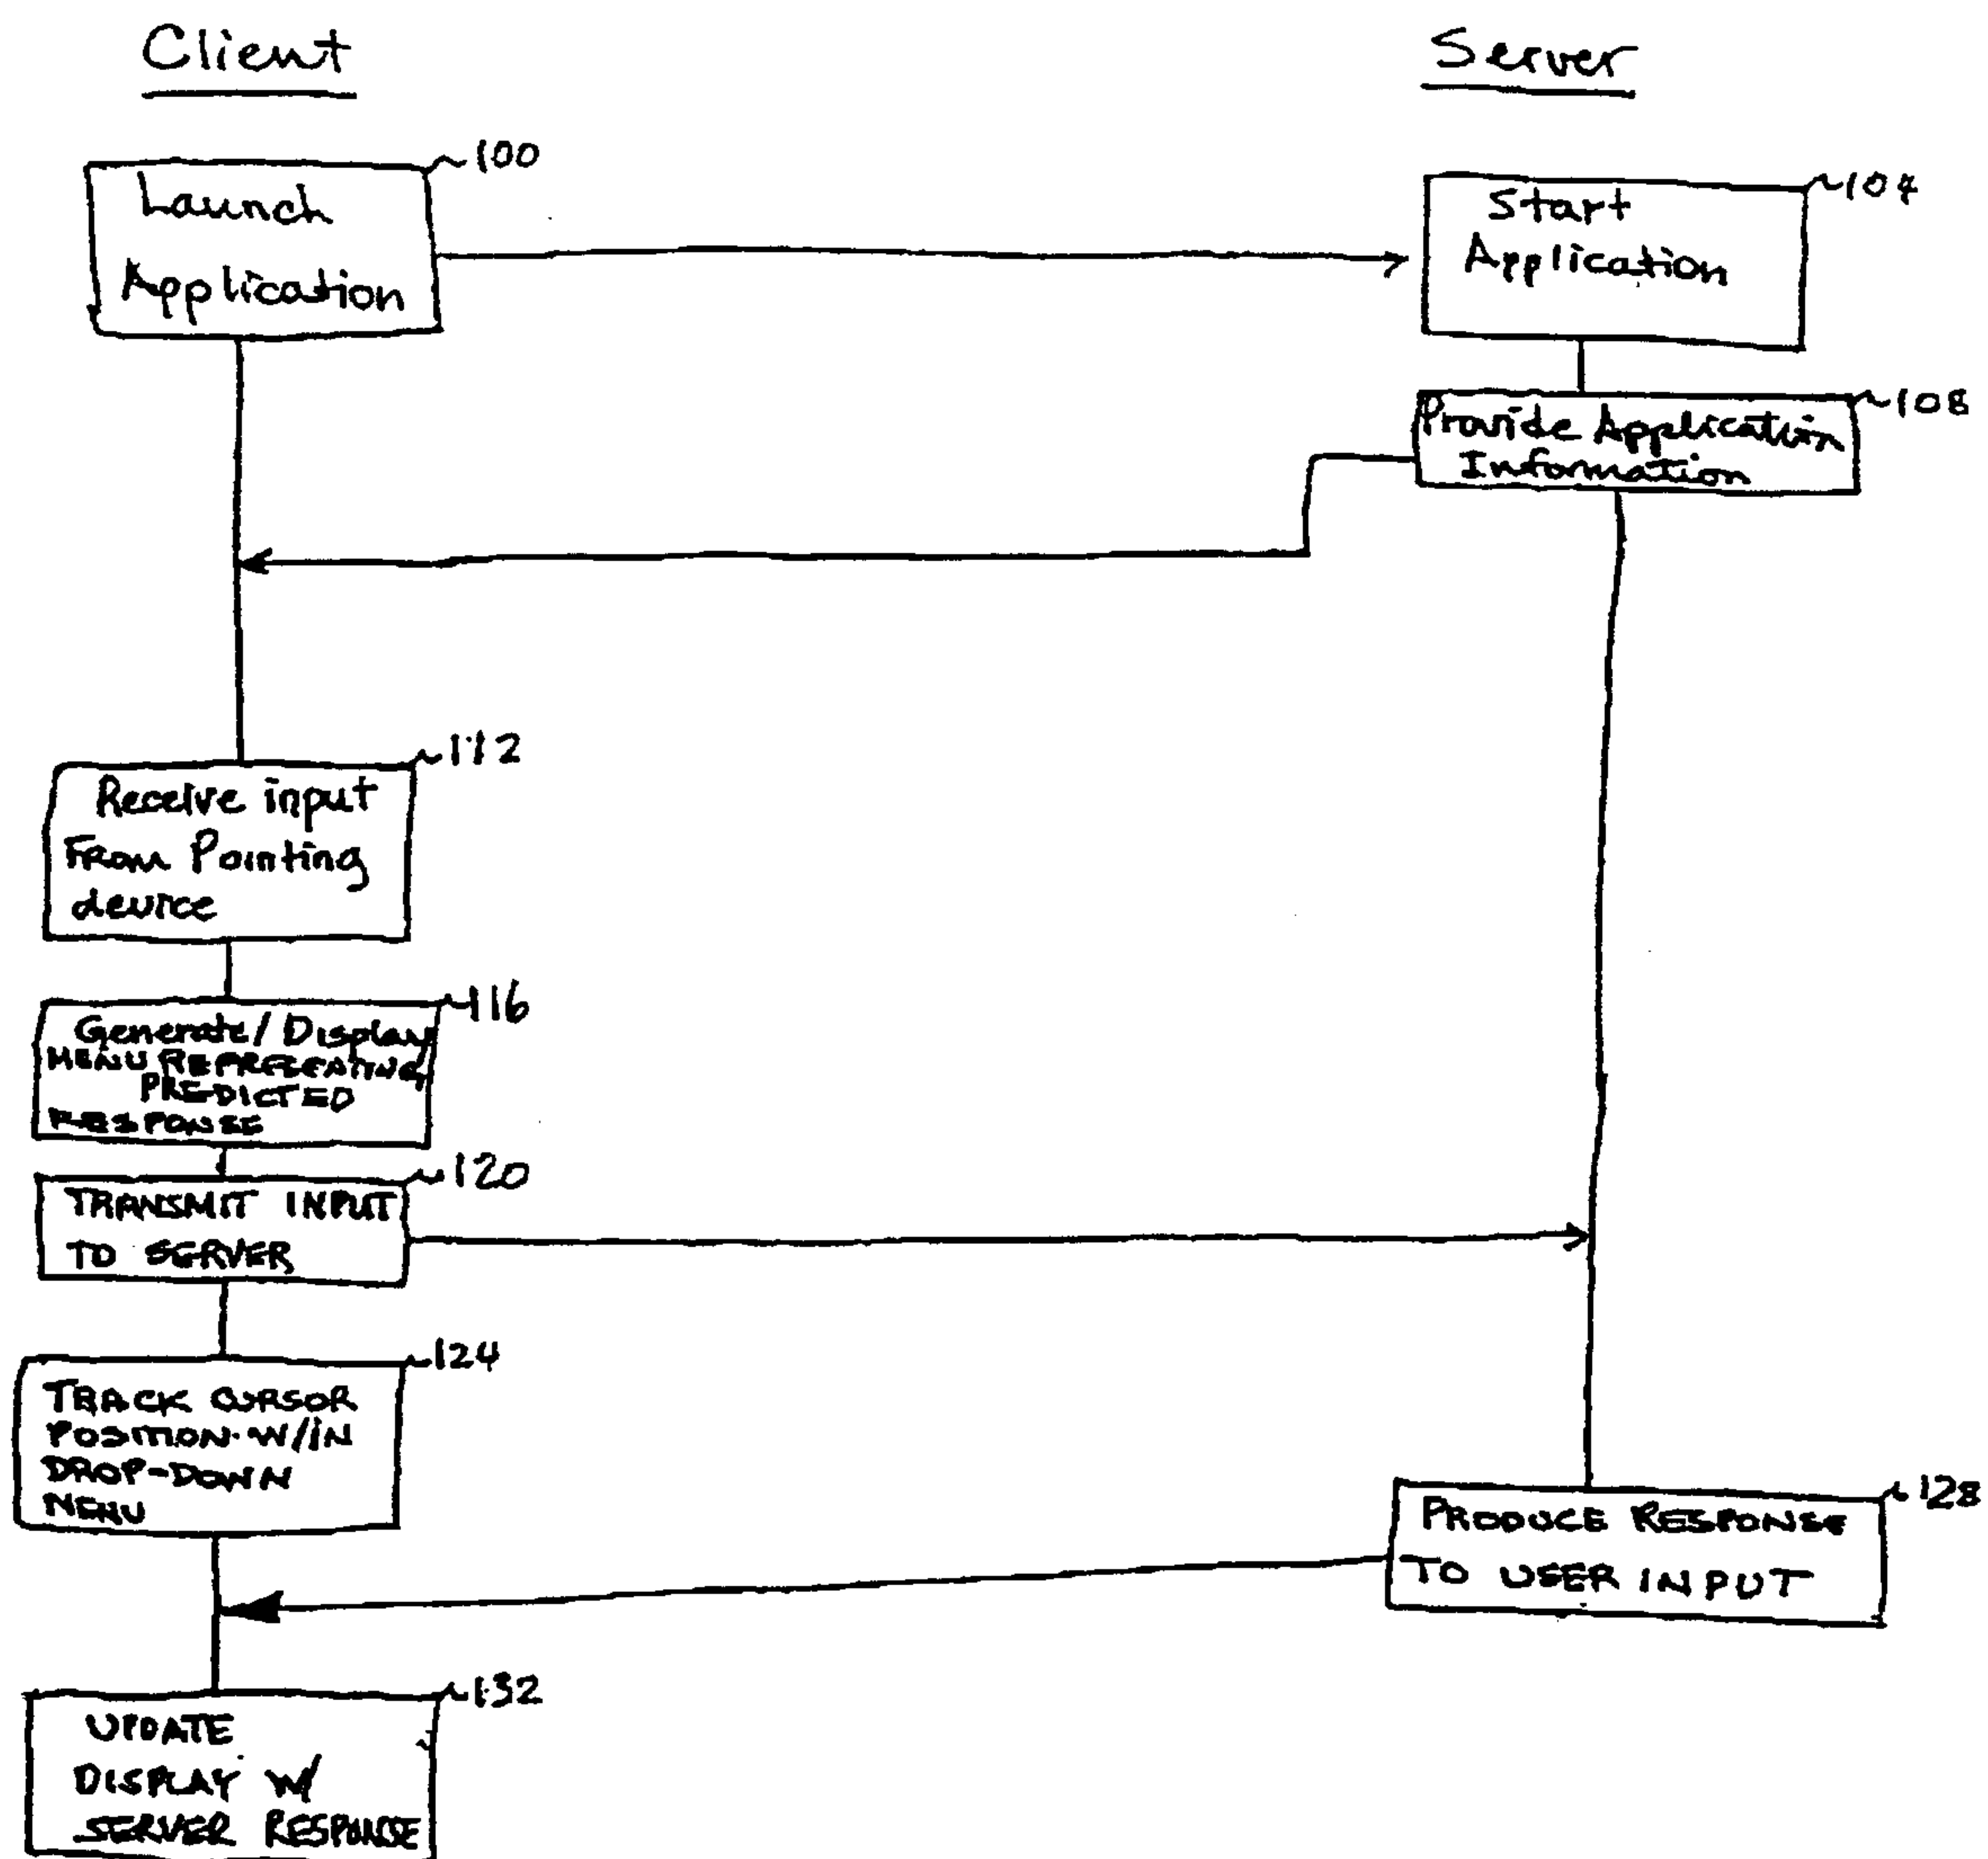 Client
Server
~100
Launch
Application
~104
Start
Application
~108
Provide Application
Information
~112
Receive input
From Pointing
device
~116
Generate/Display
MENU REPRESEATING
PREDICTED
RESPONSE
~120
TRANSMIT INPUT
TO SERVER
~124
TRACK CURSOR
POSITION W/IN
DROP-DOWN
MENU
~128
PRODUCE RESPONSE
TO USER INPUT
~132
UPDATE
DISPLAY W/
SERVER RESPONSE